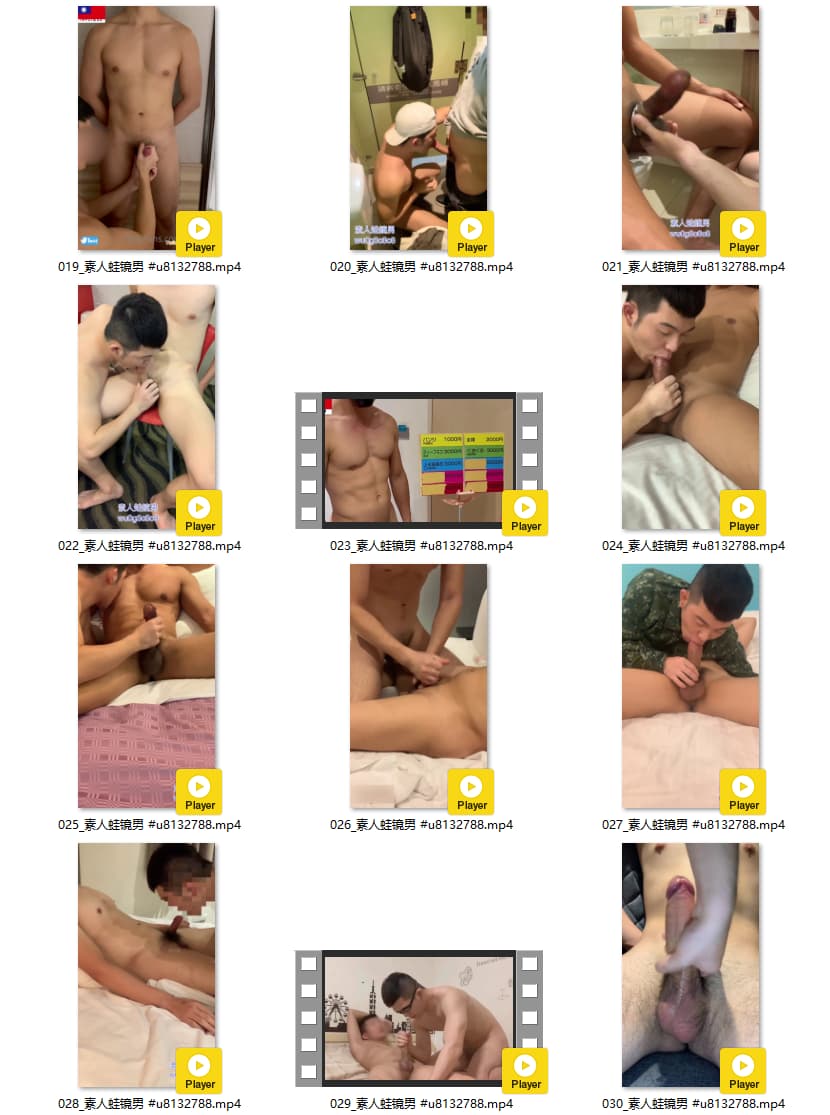 Player
Player
Player
019_素人蛙镜男 #u8132788.mp4
020_素人蛙镜男 #u8132788.mp4
021_素人蛙镜男 #u8132788.mp4
Player
Player
Player
022_素人蛙镜男 #u8132788.mp4
023_素人蛙镜男 #u8132788.mp4
024_素人蛙镜男 #u8132788.mp4
Player
Player
Player
025_素人蛙镜男 #u8132788.mp4
026_素人蛙镜男 #u8132788.mp4
027_素人蛙镜男 #u8132788.mp4
Player
Player
Player
028_素人蛙镜男 #u8132788.mp4
029_素人蛙镜男 #u8132788.mp4
030_素人蛙镜男 #u8132788.mp4